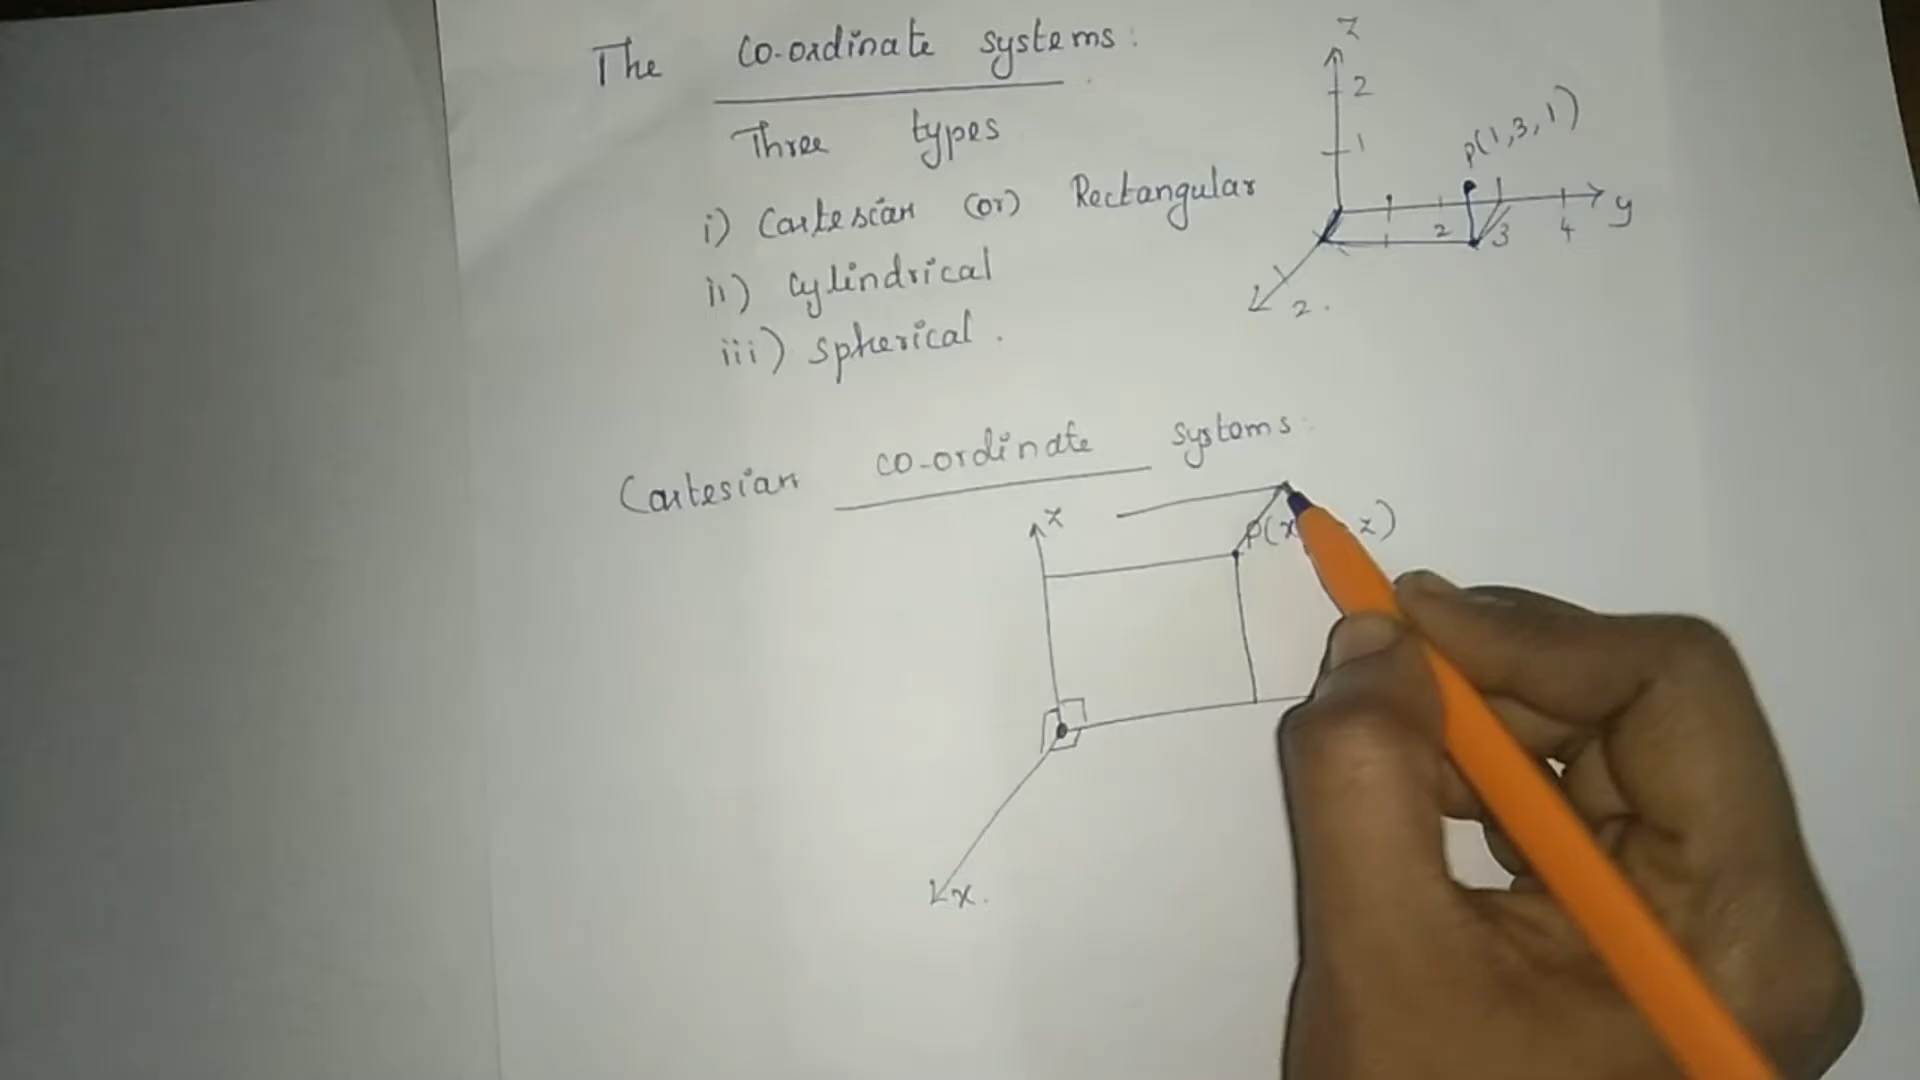 The co-ordinate systems:
Three types
i) Cartesian (or) Rectangular
ii) cylindrical
iii) spherical.
z
2
1
P(1,3,1)
2 3 4 y
2.
Cartesian co-ordinate systems:
z
P(x z)
x.